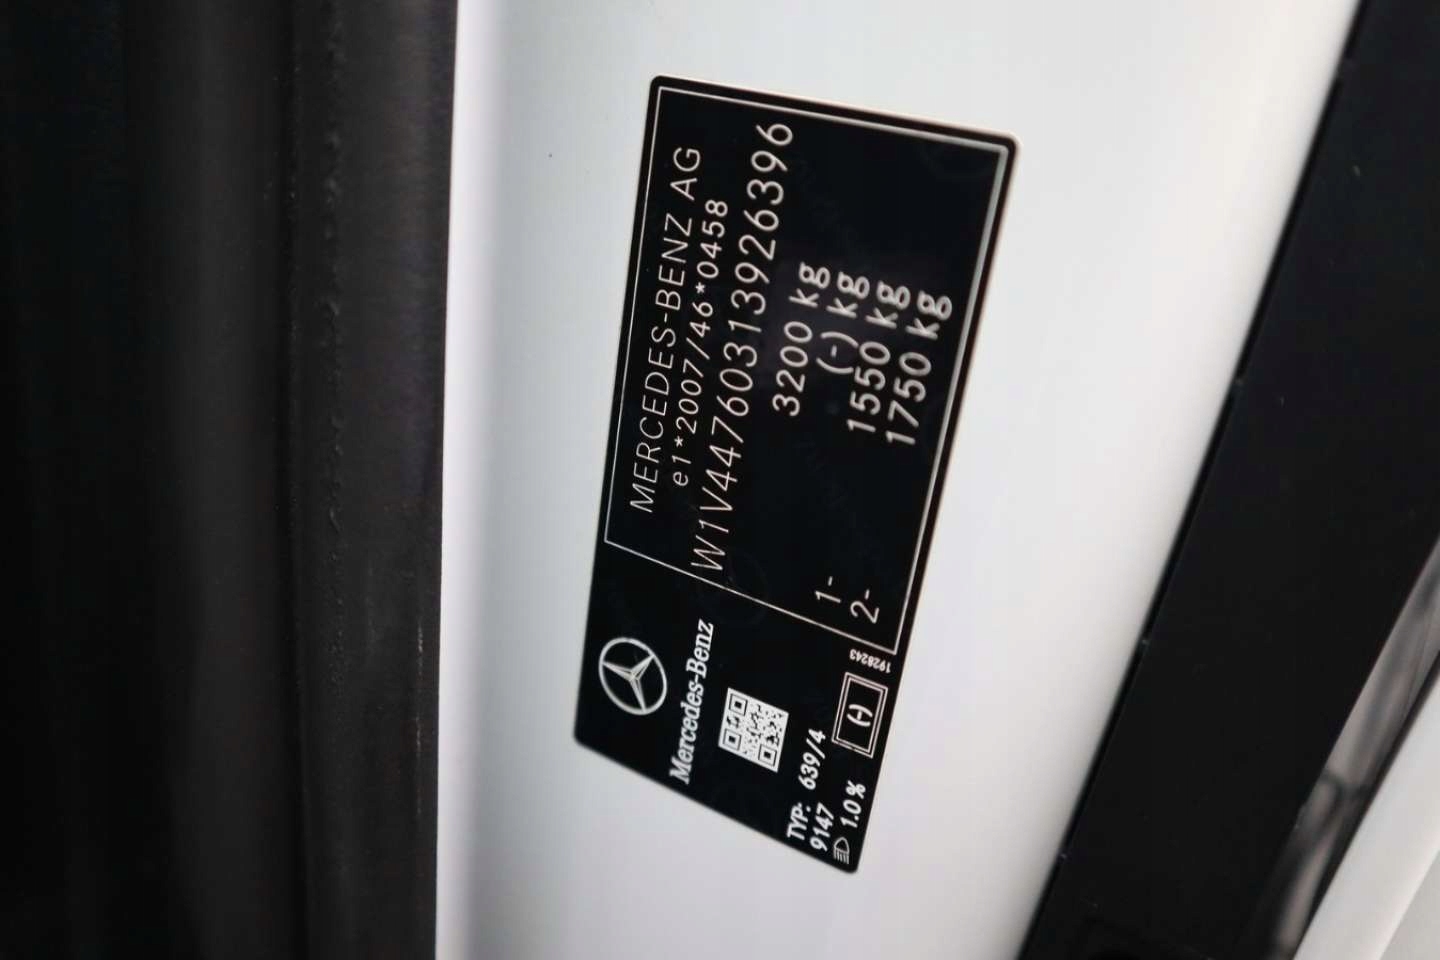 MERCEDES-BENZ AG
e1*2007/46*0458
W1V44760313926396
3200 kg
(-) kg
1- 1550 kg
2- 1750 kg
Mercedes-Benz
TYP: 639/4
9147
1.0%
(-)
1928243